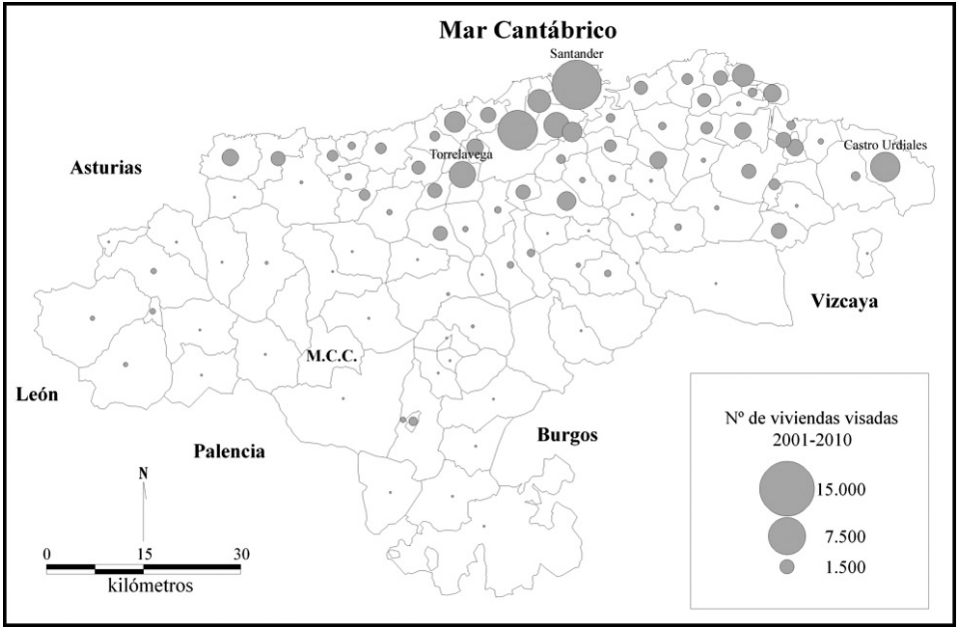 Mar Cantábrico
Santander
Asturias
Torrelavega
Castro Urdiales
Vizcaya
M.C.C.
León
Palencia
Burgos
N
0 15 30
kilómetros
Nº de viviendas visadas
2001-2010
15.000
7.500
1.500